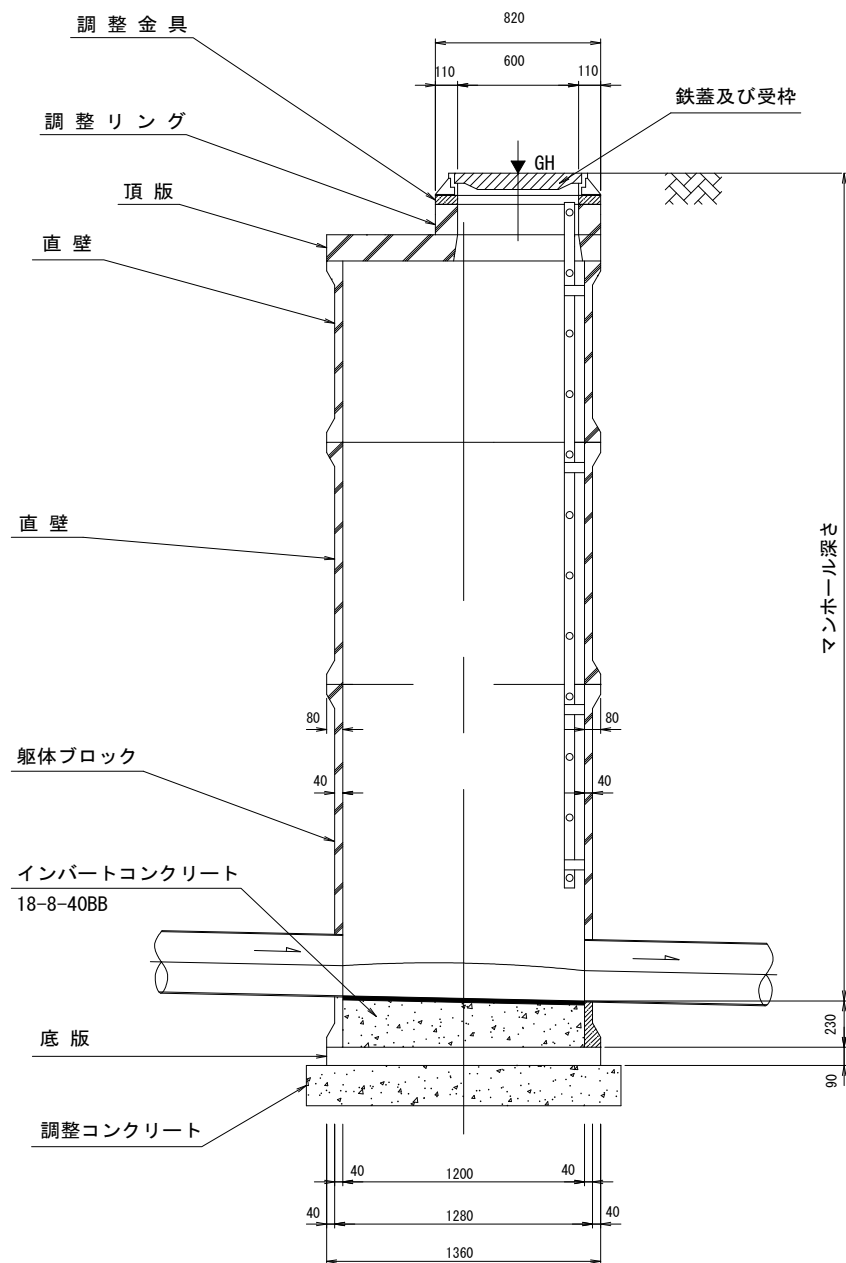 820
調整金具
110
600
110
鉄蓋及び受枠
調整リング
GH
頂版
直壁
直壁
マンホール深さ
80
80
躯体ブロック
40
40
インバートコンクリート
18-8-40BB
230
底版
90
調整コンクリート
40
1200
40
40
1280
40
1360